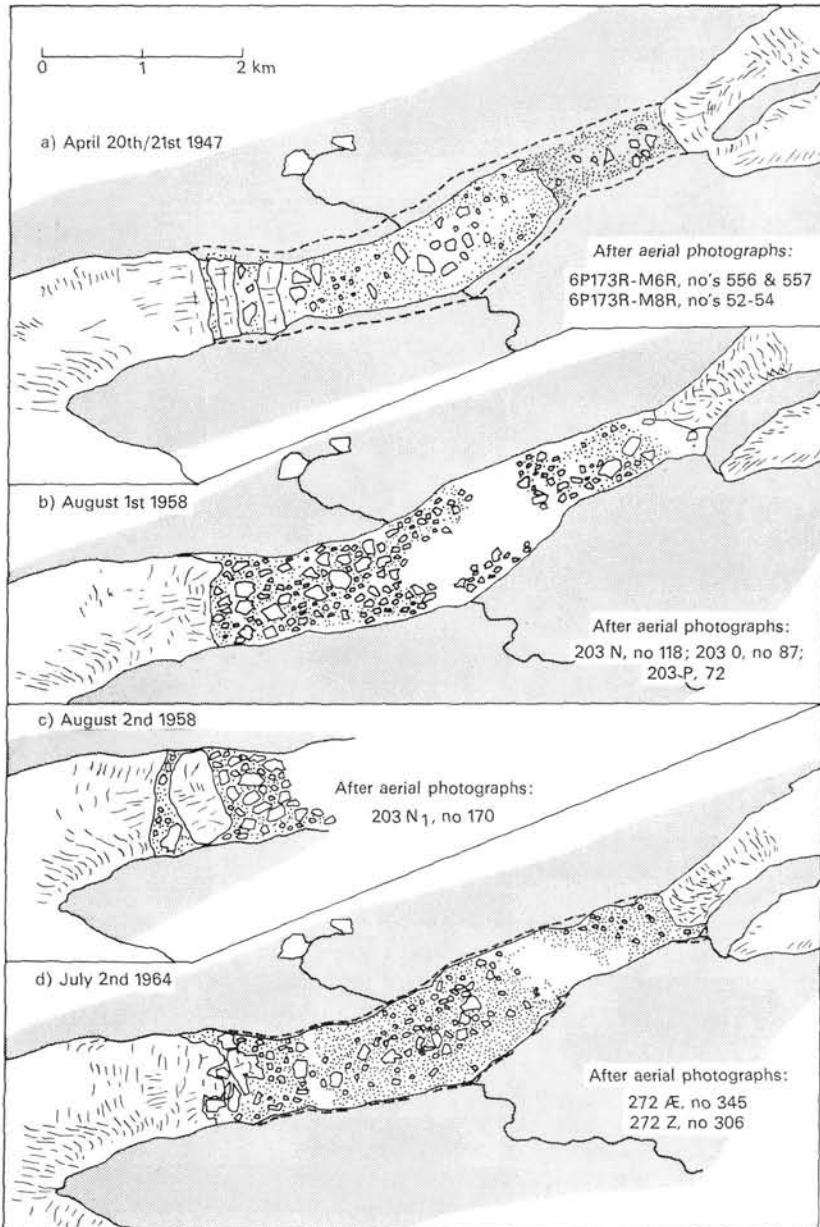 0 1 2 km
a) April 20th/21st 1947
After aerial photographs:
6P173R-M6R, no's 556 & 557
6P173R-M8R, no's 52-54
b) August 1st 1958
After aerial photographs:
203 N, no 118; 203 O, no 87;
203 P, 72
c) August 2nd 1958
After aerial photographs:
203 N₁, no 170
d) July 2nd 1964
After aerial photographs:
272 Æ, no 345
272 Z, no 306